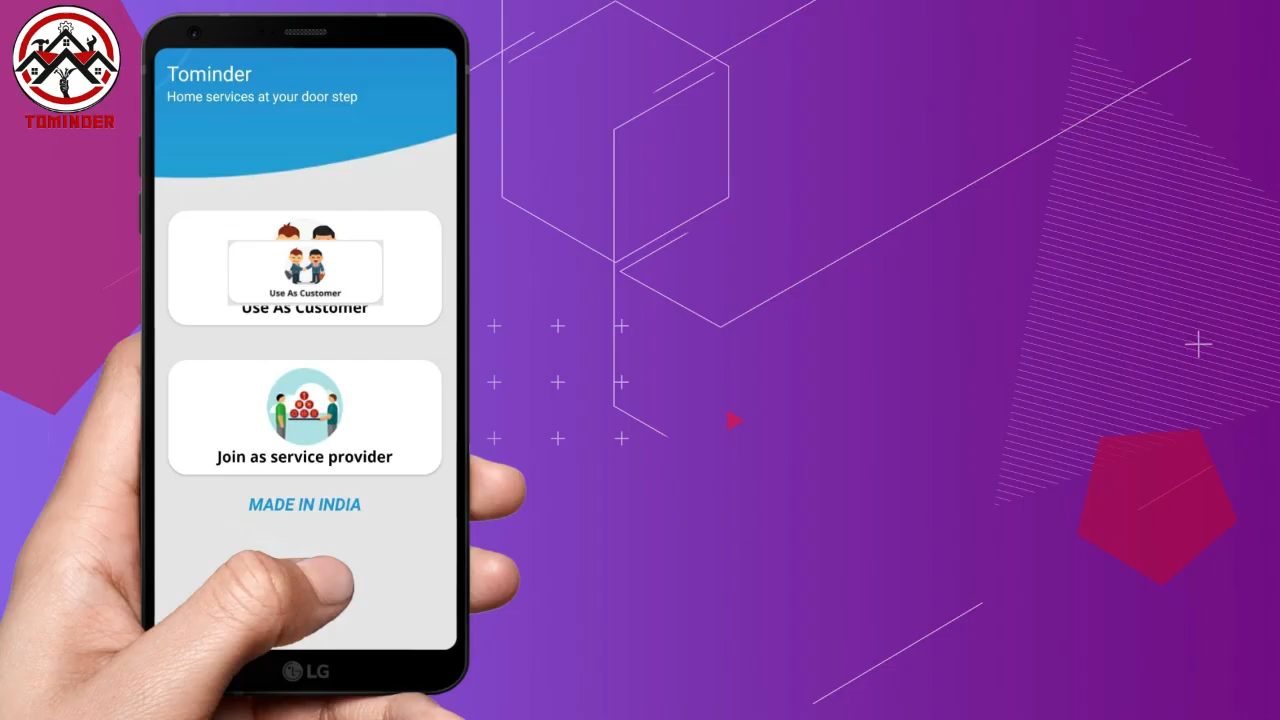 TOMINDER
Tominder
Home services at your door step
Use As Customer
Use As Customer
Join as service provider
MADE IN INDIA
LG